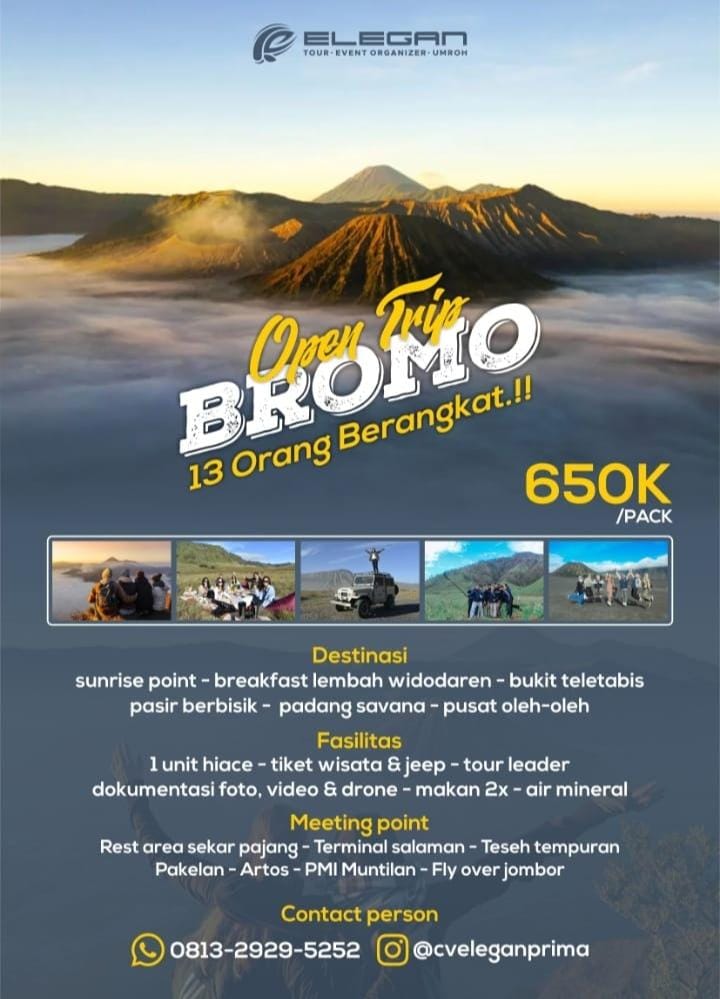 ELEGAN
TOUR - EVENT ORGANIZER - UMROH
Open Trip
BROMO
13 Orang Berangkat.!!
650K
/PACK
Destinasi
sunrise point - breakfast lembah widodaren - bukit teletabis
pasir berbisik - padang savana - pusat oleh-oleh
Fasilitas
1 unit hiace - tiket wisata & jeep - tour leader
dokumentasi foto, video & drone - makan 2x - air mineral
Meeting point
Rest area sekar pajang - Terminal salaman - Teseh tempuran
Pakelan - Artos - PMI Muntilan - Fly over jombor
Contact person
0813-2929-5252 @cveleganprima